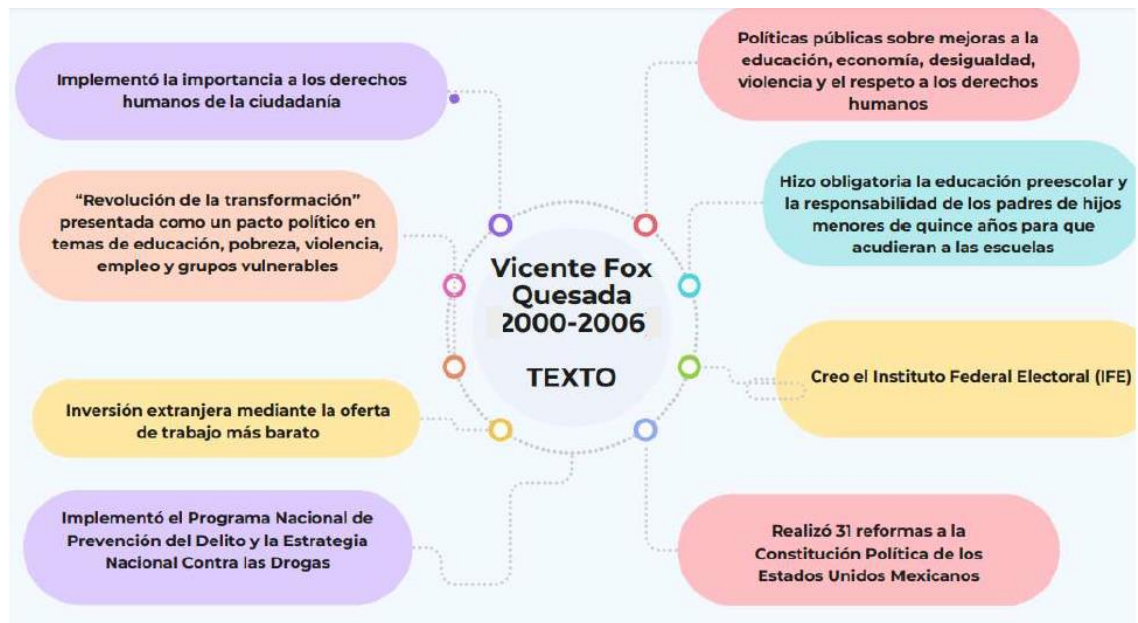 Implementó la importancia a los derechos
humanos de la ciudadanía
“Revolución de la transformación”
presentada como un pacto político en
temas de educación, pobreza, violencia,
empleo y grupos vulnerables
Inversión extranjera mediante la oferta
de trabajo más barato
Implementó el Programa Nacional de
Prevención del Delito y la Estrategia
Nacional Contra las Drogas
Vicente Fox
Quesada
2000-2006
TEXTO
Políticas públicas sobre mejoras a la
educación, economía, desigualdad,
violencia y el respeto a los derechos
humanos
Hizo obligatoria la educación preescolar y
la responsabilidad de los padres de hijos
menores de quince años para que
acudieran a las escuelas
Creo el Instituto Federal Electoral (IFE)
Realizó 31 reformas a la
Constitución Política de los
Estados Unidos Mexicanos